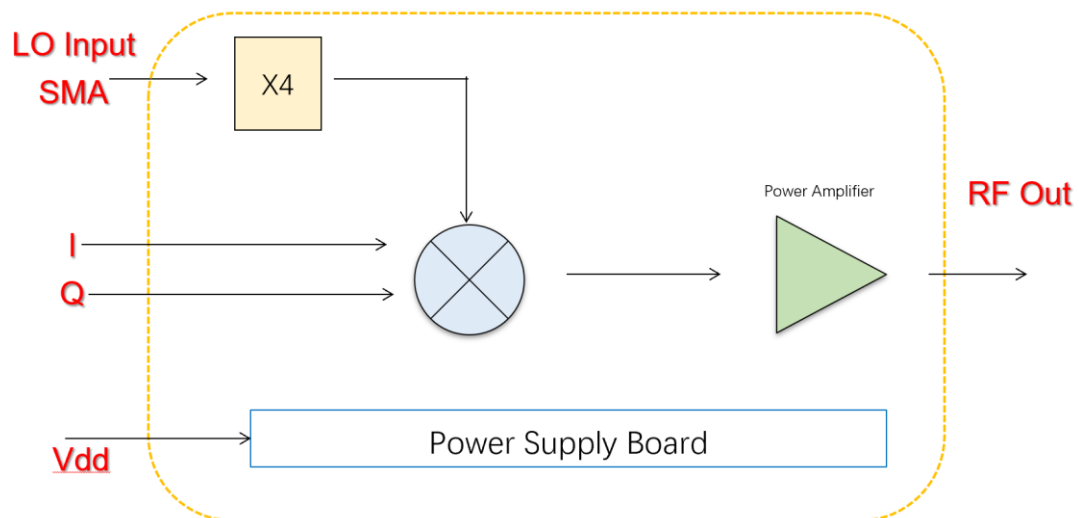 LO Input
SMA
X4
Power Amplifier
RF Out
I
Q
Power Supply Board
Vdd